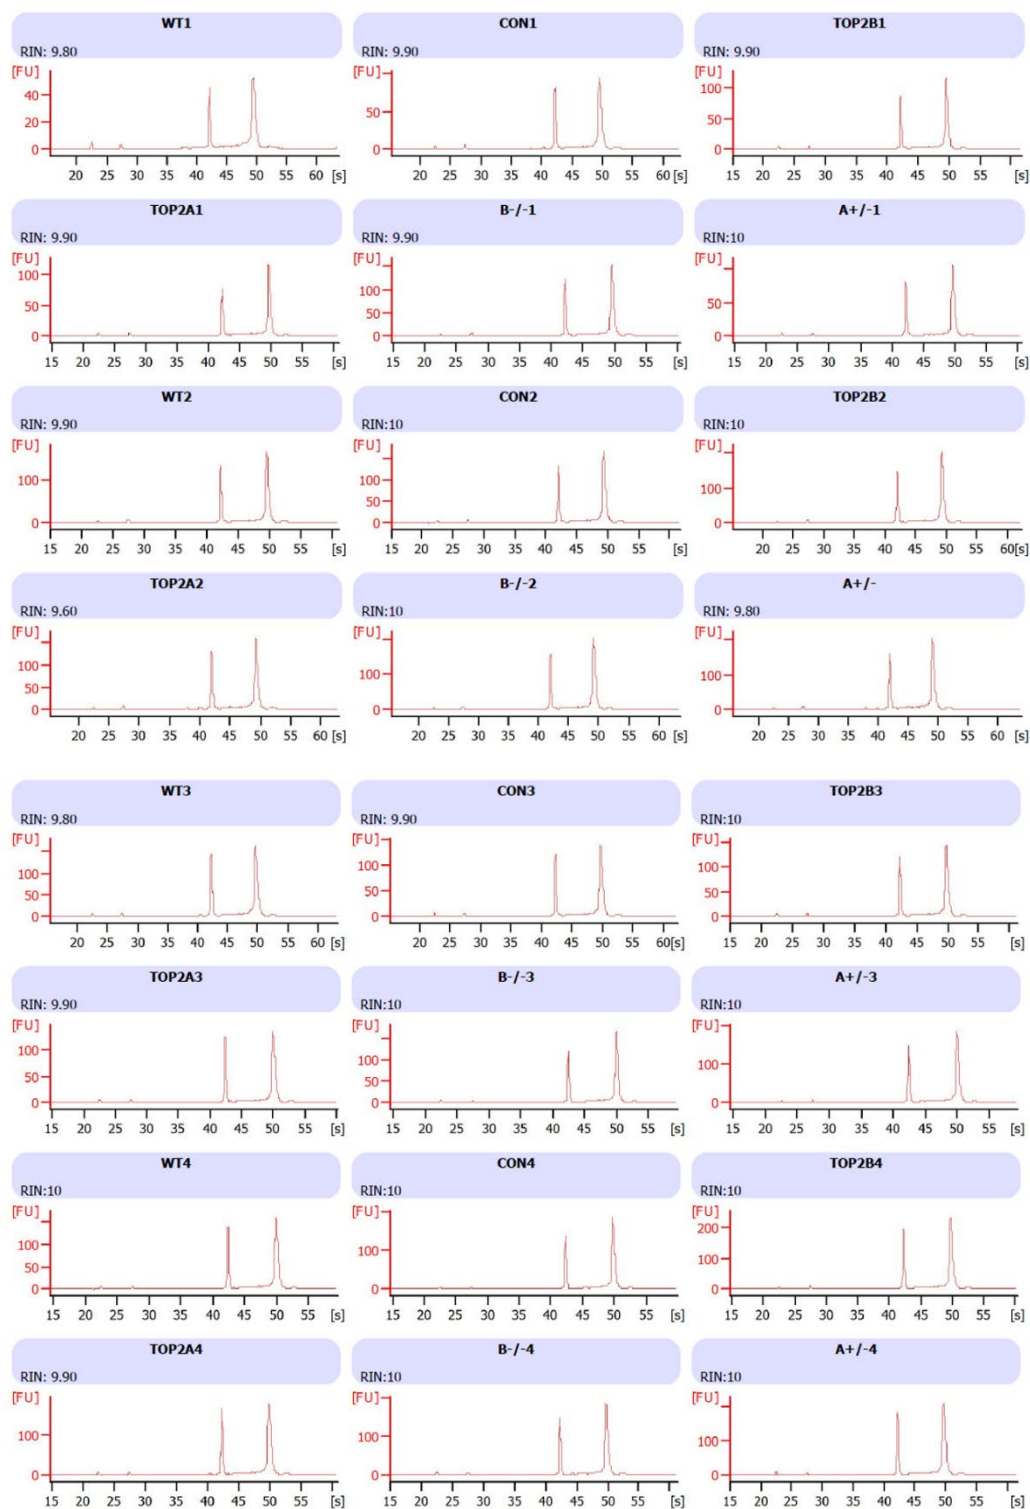 WT1 CON1 TOP2B1
RIN: 9.80 RIN: 9.90 RIN: 9.90
[FU] [FU] [FU]
40 50 100
20 0 50
0 0
20 25 30 35 40 45 50 55 60 [s] 20 25 30 35 40 45 50 55 60 [s] 15 20 25 30 35 40 45 50 55 60 [s]
TOP2A1 B-/-1 A+/-1
RIN: 9.90 RIN: 9.90 RIN:10
[FU] [FU] [FU]
100 100 50
50 50 0
0 0
15 20 25 30 35 40 45 50 55 [s] 15 20 25 30 35 40 45 50 55 [s] 15 20 25 30 35 40 45 50 55 [s]
WT2 CON2 TOP2B2
RIN: 9.90 RIN:10 RIN:10
[FU] [FU] [FU]
100 100 100
0 50 0
0
20 25 30 35 40 45 50 55 60 [s] 15 20 25 30 35 40 45 50 55 60 [s] 20 25 30 35 40 45 50 55 60[s]
TOP2A2 B-/-2 A+/-
RIN: 9.60 RIN:10 RIN: 9.80
[FU] [FU] [FU]
100 100 100
50 0 0
0
20 25 30 35 40 45 50 55 60 [s] 20 25 30 35 40 45 50 55 60 [s] 20 25 30 35 40 45 50 55 60 [s]
WT3 CON3 TOP2B3
RIN: 9.80 RIN: 9.90 RIN:10
[FU] [FU] [FU]
100 100 100
50 50 50
0 0 0
20 25 30 35 40 45 50 55 60 [s] 20 25 30 35 40 45 50 55 60[s] 15 20 25 30 35 40 45 50 55 60 [s]
TOP2A3 B-/-3 A+/-3
RIN: 9.90 RIN:10 RIN:10
[FU] [FU] [FU]
100 100 100
50 50 0
0 0
15 20 25 30 35 40 45 50 55 [s] 15 20 25 30 35 40 45 50 55 [s] 15 20 25 30 35 40 45 50 55 [s]
WT4 CON4 TOP2B4
RIN:10 RIN:10 RIN:10
[FU] [FU] [FU]
100 100 200
50 0 100
0 0
15 20 25 30 35 40 45 50 55 [s] 15 20 25 30 35 40 45 50 55 [s] 15 20 25 30 35 40 45 50 55 60 [s]
TOP2A4 B-/-4 A+/-4
RIN: 9.90 RIN:10 RIN:10
[FU] [FU] [FU]
100 100 100
0 0 0
15 20 25 30 35 40 45 50 55 60 [s] 15 20 25 30 35 40 45 50 55 60 [s] 15 20 25 30 35 40 45 50 55 60 [s]